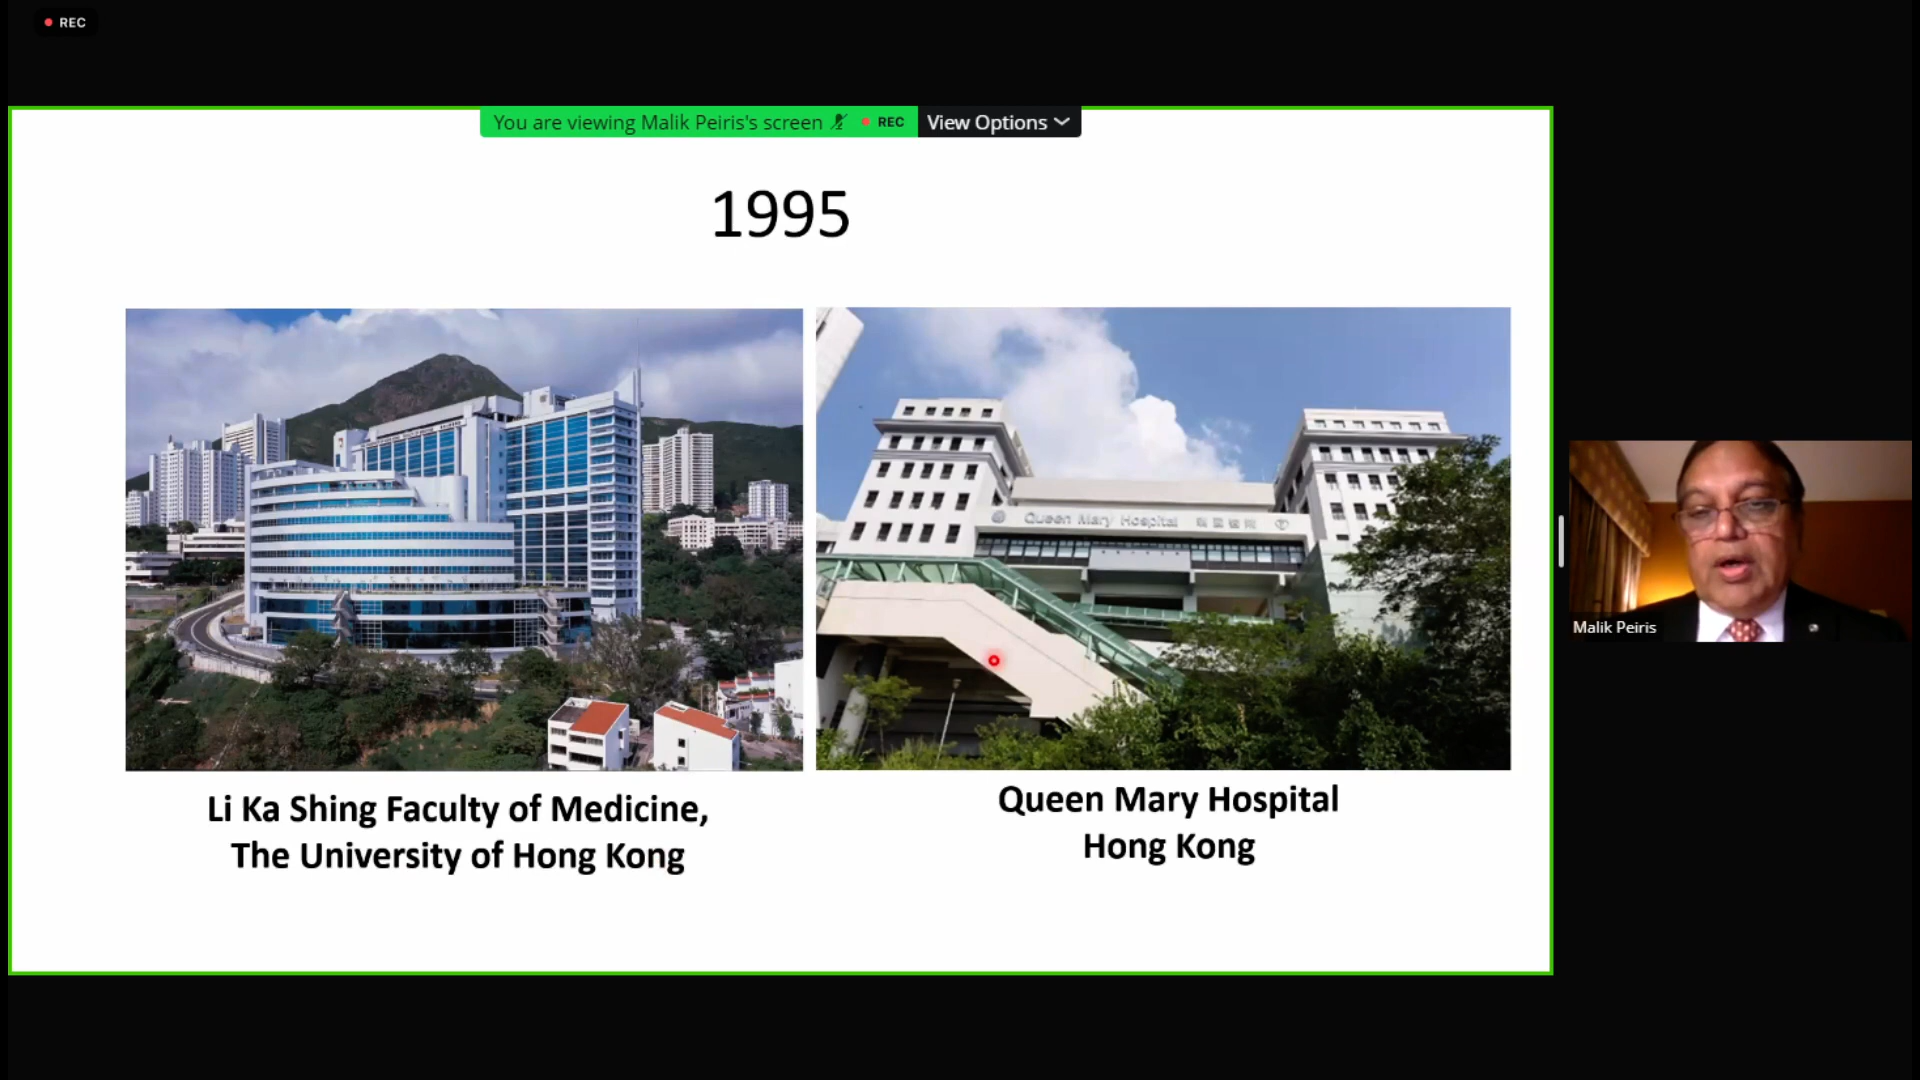 REC
You are viewing Malik Peiris's screen REC View Options
1995
Queen Mary Hospital
Malik Peiris
Li Ka Shing Faculty of Medicine,
The University of Hong Kong
Queen Mary Hospital
Hong Kong